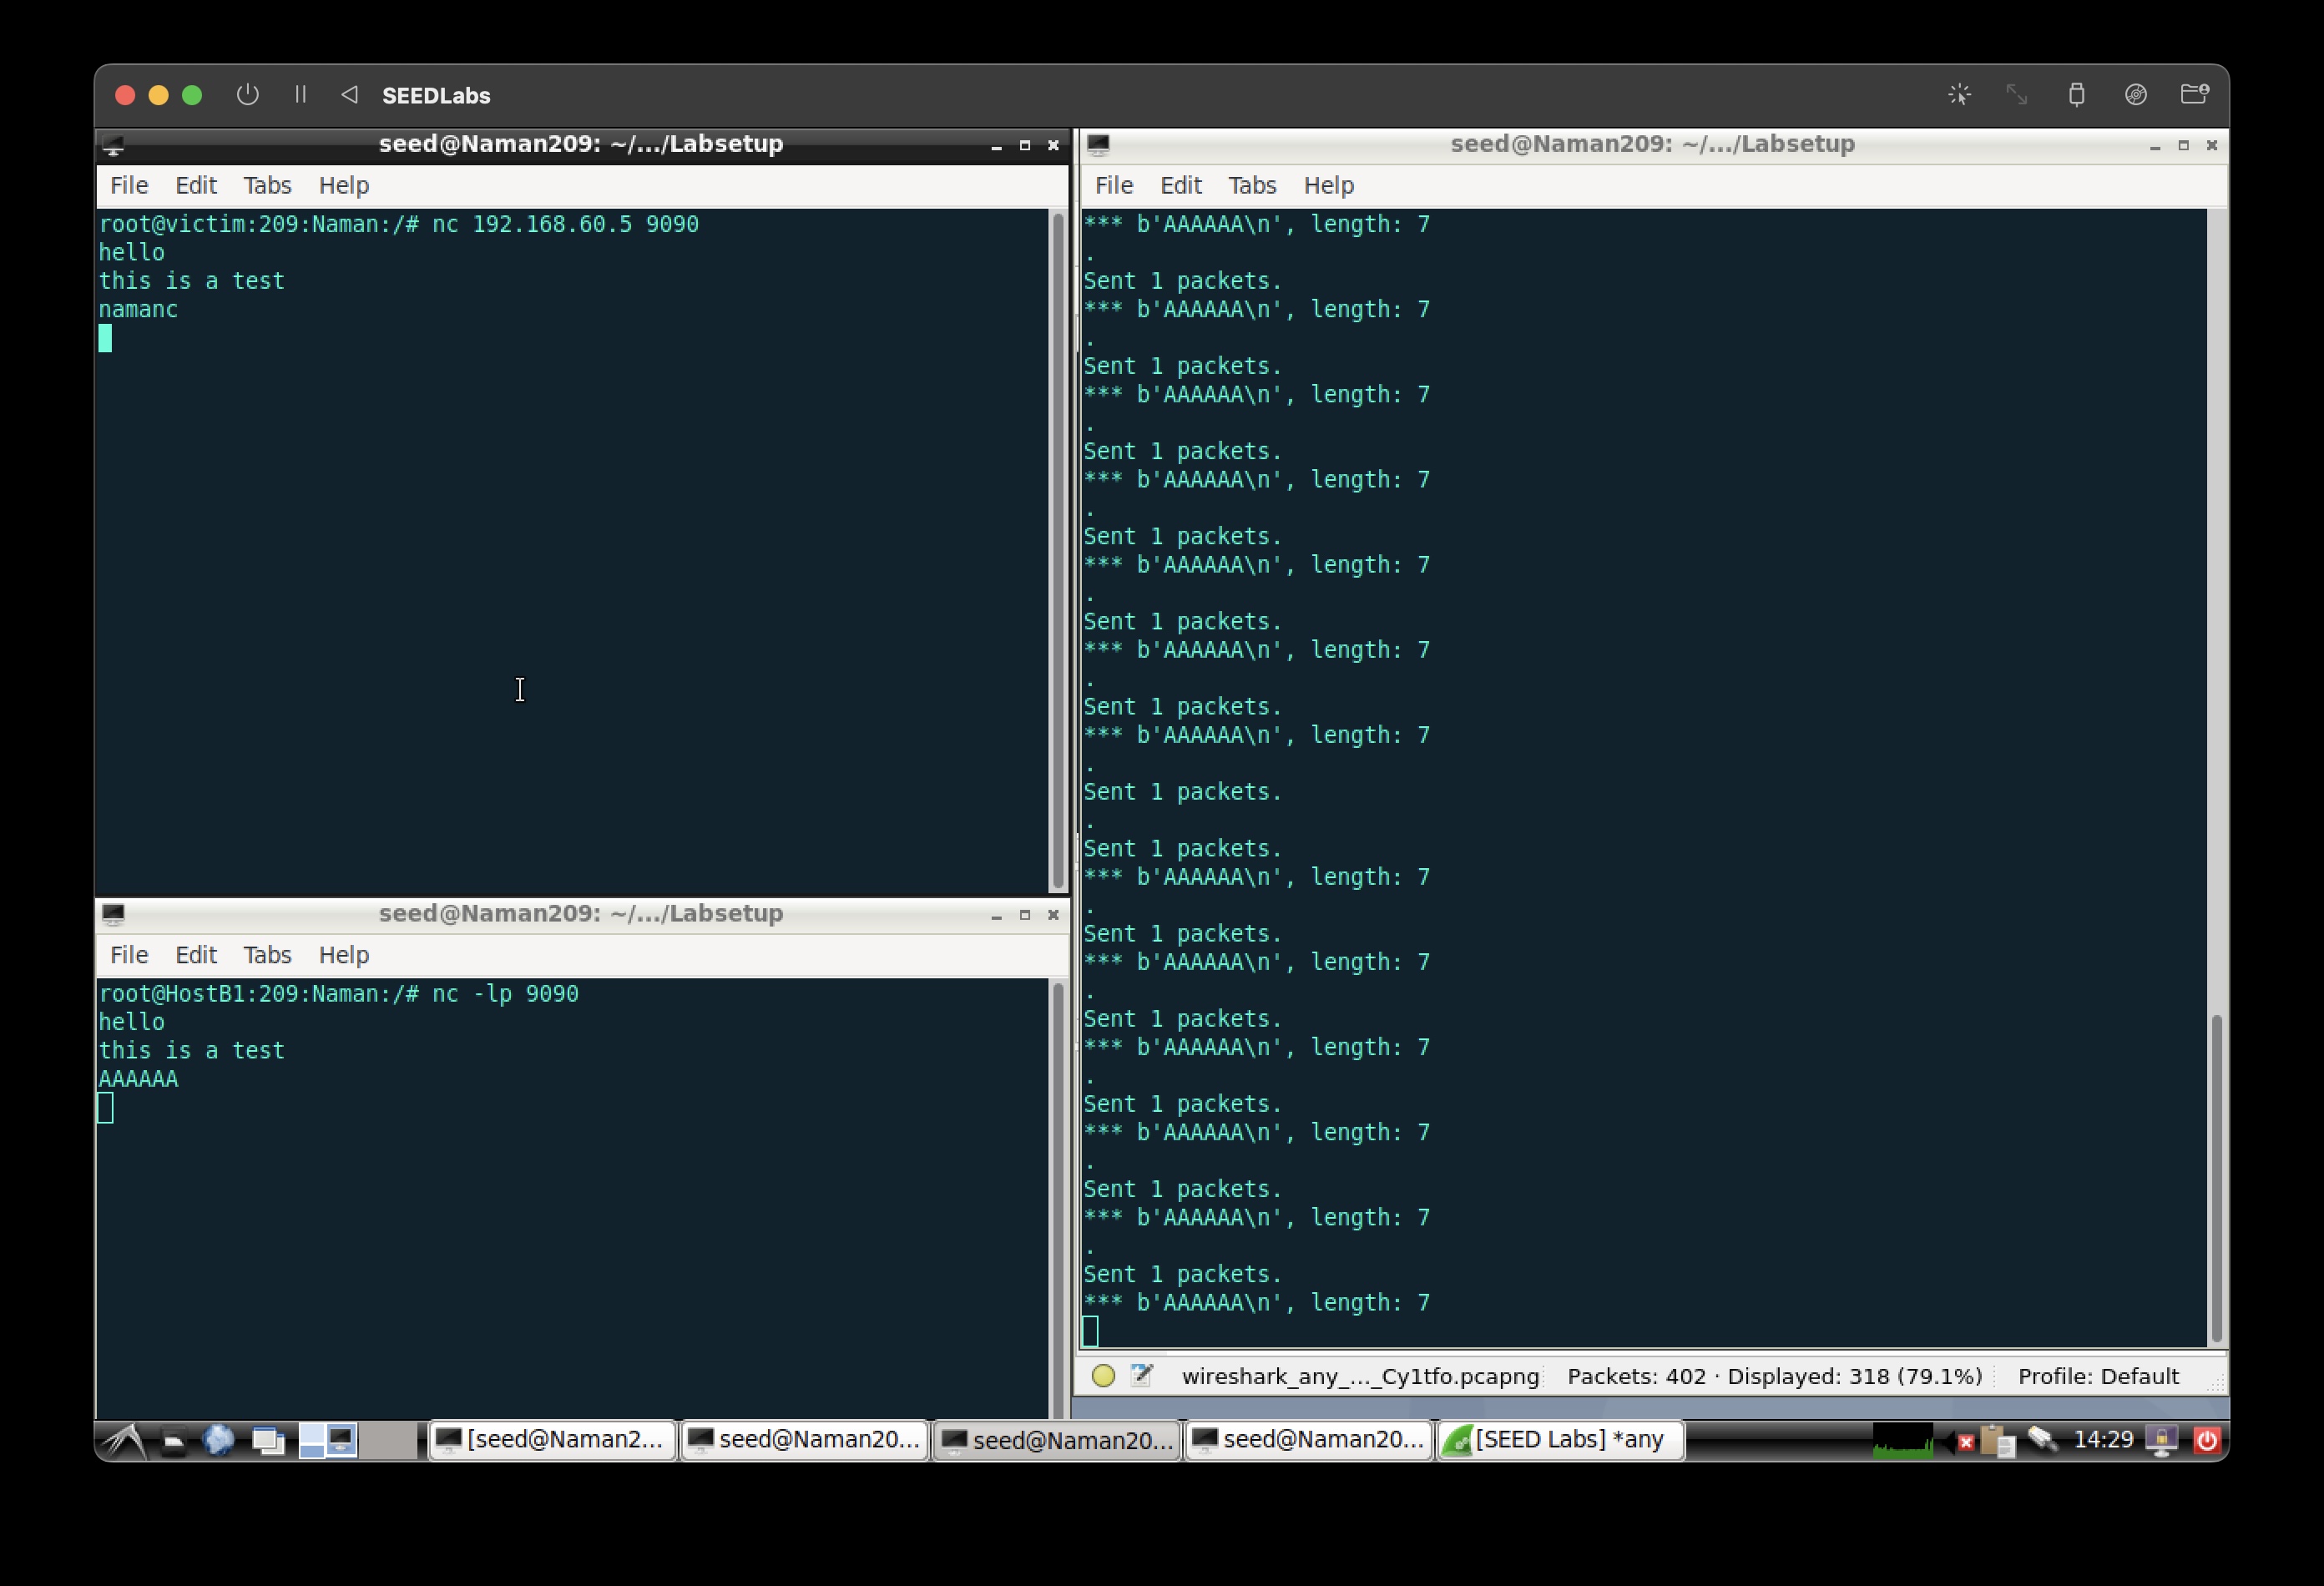 SEEDLabs
seed@Naman209: ~/.../Labsetup
File Edit Tabs Help
root@victim:209:Naman:/# nc 192.168.60.5 9090
hello
this is a test
namanc
seed@Naman209: ~/.../Labsetup
File Edit Tabs Help
root@HostB1:209:Naman:/# nc -lp 9090
hello
this is a test
AAAAAA
seed@Naman209: ~/.../Labsetup
File Edit Tabs Help
*** b'AAAAAA\n', length: 7
.
Sent 1 packets.
*** b'AAAAAA\n', length: 7
.
Sent 1 packets.
*** b'AAAAAA\n', length: 7
.
Sent 1 packets.
*** b'AAAAAA\n', length: 7
.
Sent 1 packets.
*** b'AAAAAA\n', length: 7
.
Sent 1 packets.
*** b'AAAAAA\n', length: 7
.
Sent 1 packets.
*** b'AAAAAA\n', length: 7
.
Sent 1 packets.
.
Sent 1 packets.
*** b'AAAAAA\n', length: 7
.
Sent 1 packets.
*** b'AAAAAA\n', length: 7
.
Sent 1 packets.
*** b'AAAAAA\n', length: 7
.
Sent 1 packets.
*** b'AAAAAA\n', length: 7
.
Sent 1 packets.
*** b'AAAAAA\n', length: 7
.
Sent 1 packets.
*** b'AAAAAA\n', length: 7
wireshark_any_..._Cy1tfo.pcapng Packets: 402 · Displayed: 318 (79.1%) Profile: Default
[seed@Naman2... seed@Naman20... seed@Naman20... seed@Naman20... [SEED Labs] *any 14:29